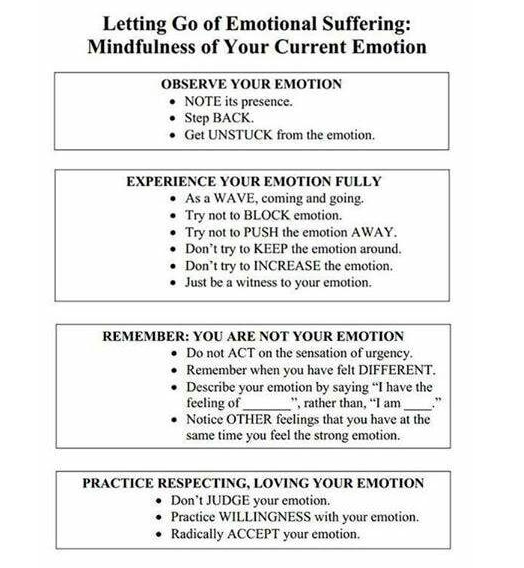 Letting Go of Emotional Suffering:
Mindfulness of Your Current Emotion
OBSERVE YOUR EMOTION
• NOTE its presence.
• Step BACK.
• Get UNSTUCK from the emotion.
EXPERIENCE YOUR EMOTION FULLY
• As a WAVE, coming and going.
• Try not to BLOCK emotion.
• Try not to PUSH the emotion AWAY.
• Don't try to KEEP the emotion around.
• Don't try to INCREASE the emotion.
• Just be a witness to your emotion.
REMEMBER: YOU ARE NOT YOUR EMOTION
• Do not ACT on the sensation of urgency.
• Remember when you have felt DIFFERENT.
• Describe your emotion by saying “I have the
feeling of _______”, rather than, “I am ____.”
• Notice OTHER feelings that you have at the
same time you feel the strong emotion.
PRACTICE RESPECTING, LOVING YOUR EMOTION
• Don't JUDGE your emotion.
• Practice WILLINGNESS with your emotion.
• Radically ACCEPT your emotion.